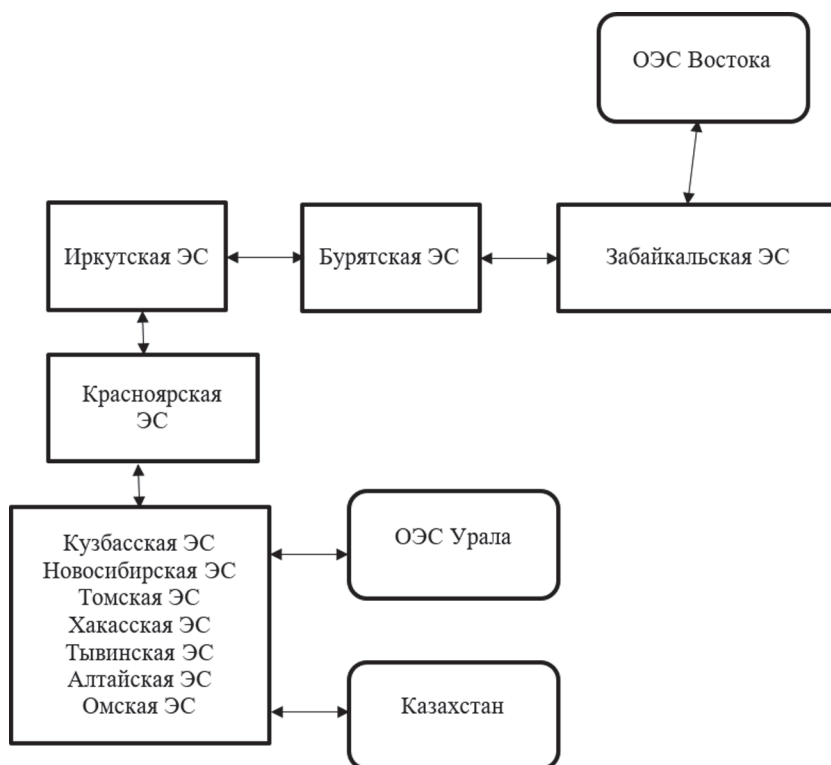 ОЭС Востока
Иркутская ЭС
Бурятская ЭС
Забайкальская ЭС
Красноярская
ЭС
Кузбасская ЭС
Новосибирская ЭС
Томская ЭС
Хакасская ЭС
Тывинская ЭС
Алтайская ЭС
Омская ЭС
ОЭС Урала
Казахстан